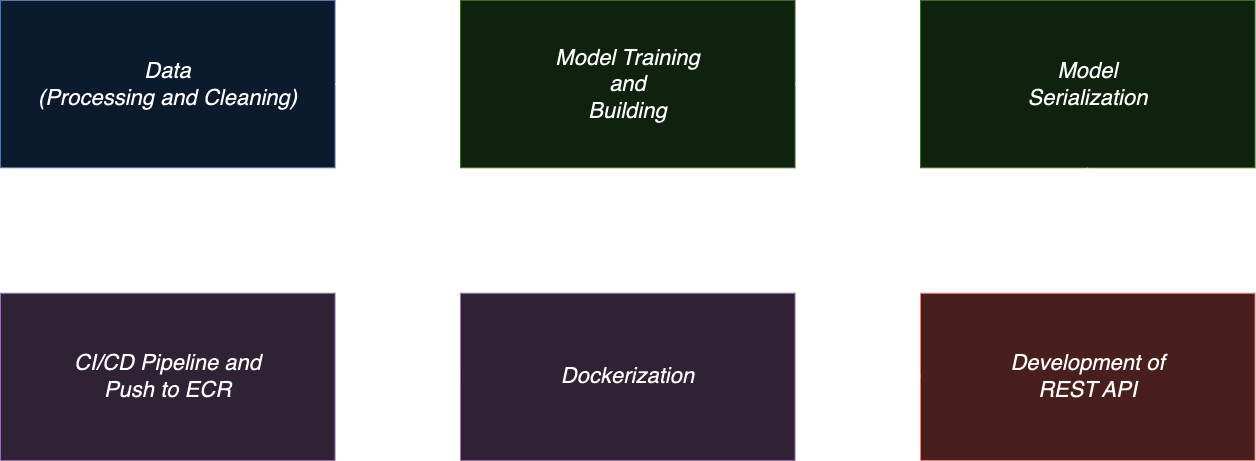 Data
(Processing and Cleaning)
Model Training
and
Building
Model
Serialization
CI/CD Pipeline and
Push to ECR
Dockerization
Development of
REST API